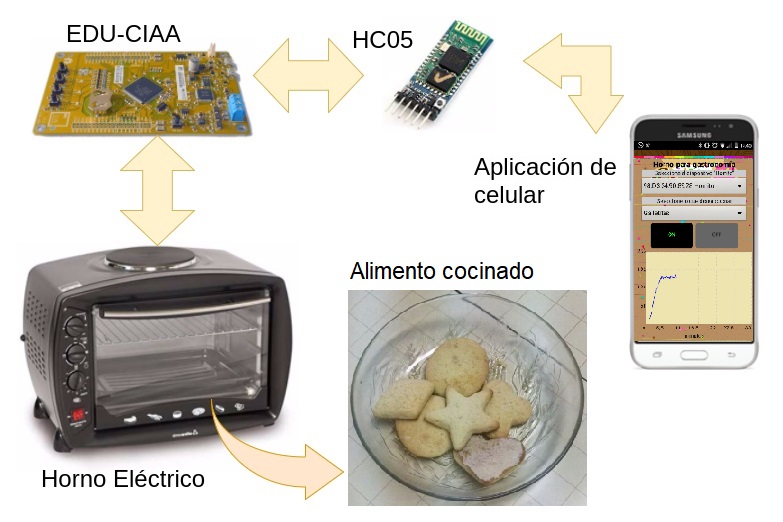 EDU-CIAA
HC05
Aplicación de
celular
SAMSUNG
Horno para gastronomía
Alimento cocinado
ON
OFF
Horno Eléctrico